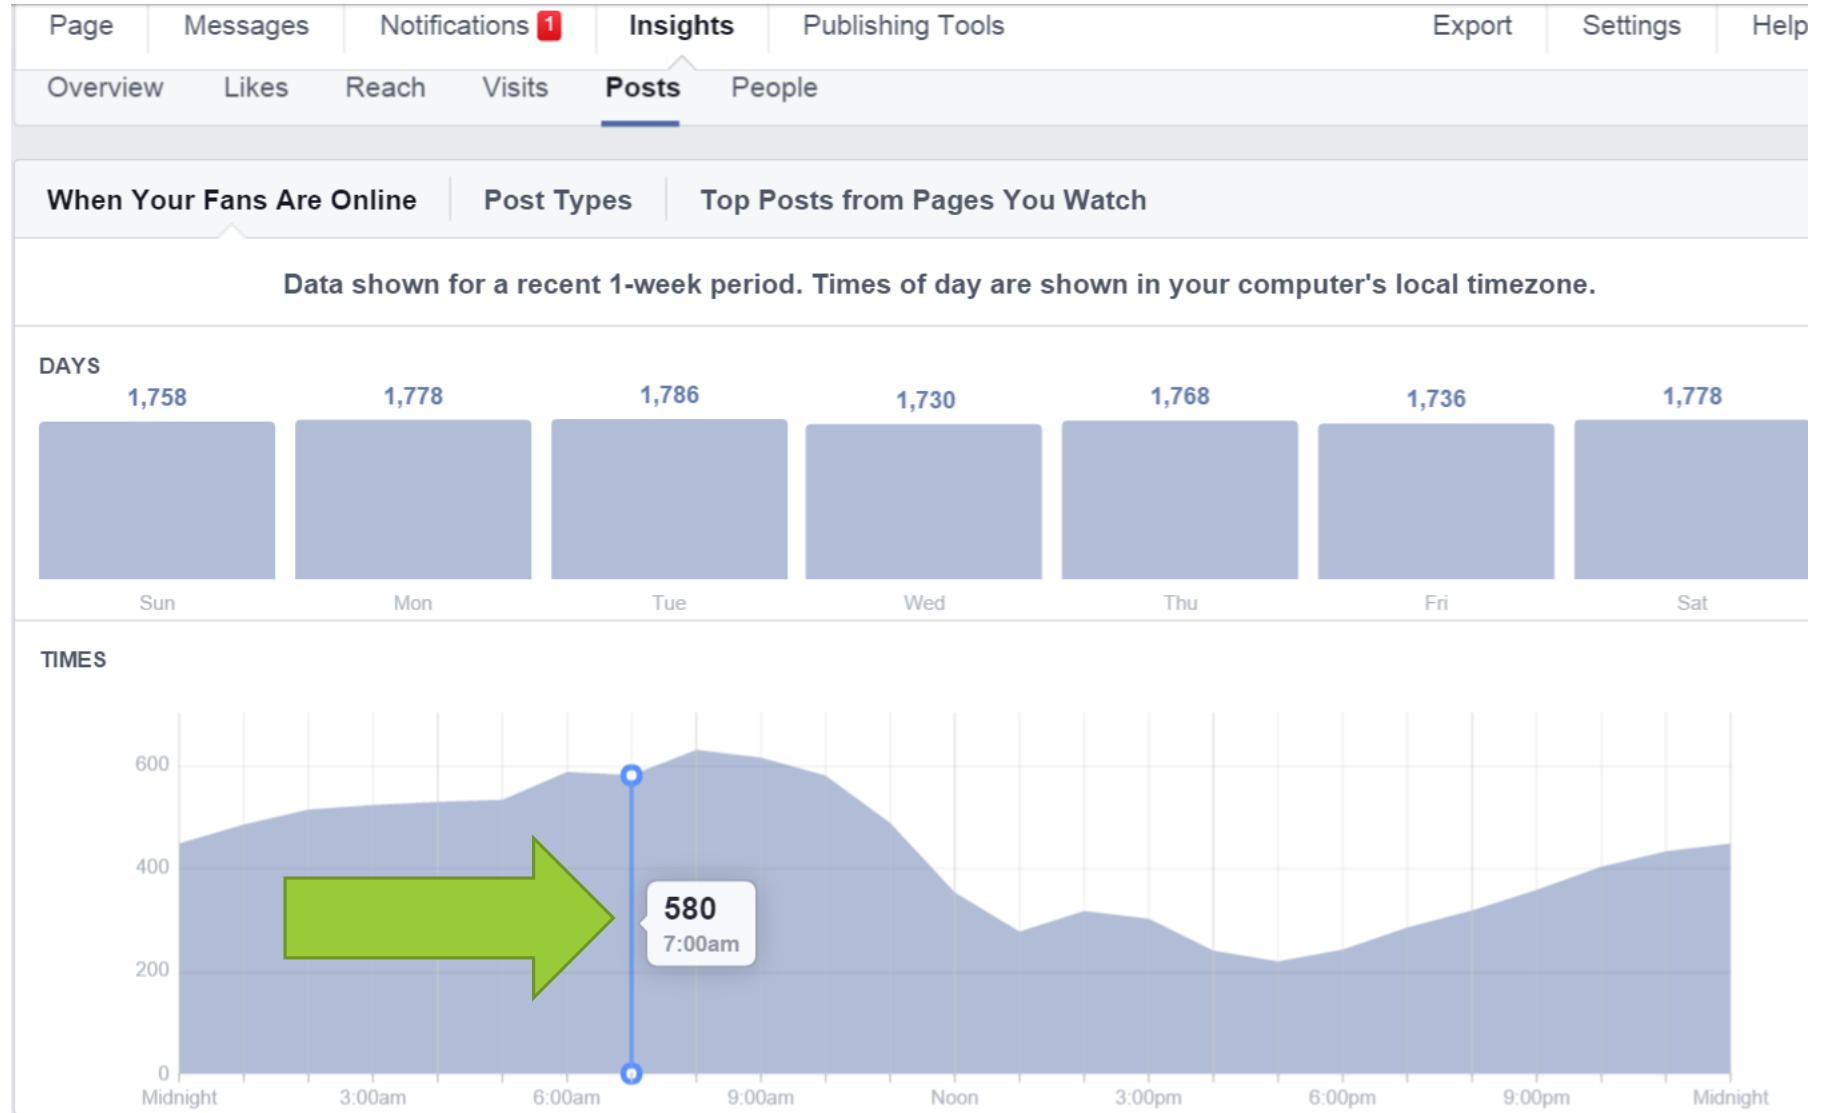 Page Messages Notifications 1 Insights Publishing Tools Export Settings Help
Overview Likes Reach Visits Posts People
When Your Fans Are Online Post Types Top Posts from Pages You Watch
Data shown for a recent 1-week period. Times of day are shown in your computer's local timezone.
DAYS
1,758 1,778 1,786 1,730 1,768 1,736 1,778
Sun Mon Tue Wed Thu Fri Sat
TIMES
600
400
580
7:00am
200
0
Midnight 3:00am 6:00am 9:00am Noon 3:00pm 6:00pm 9:00pm Midnight